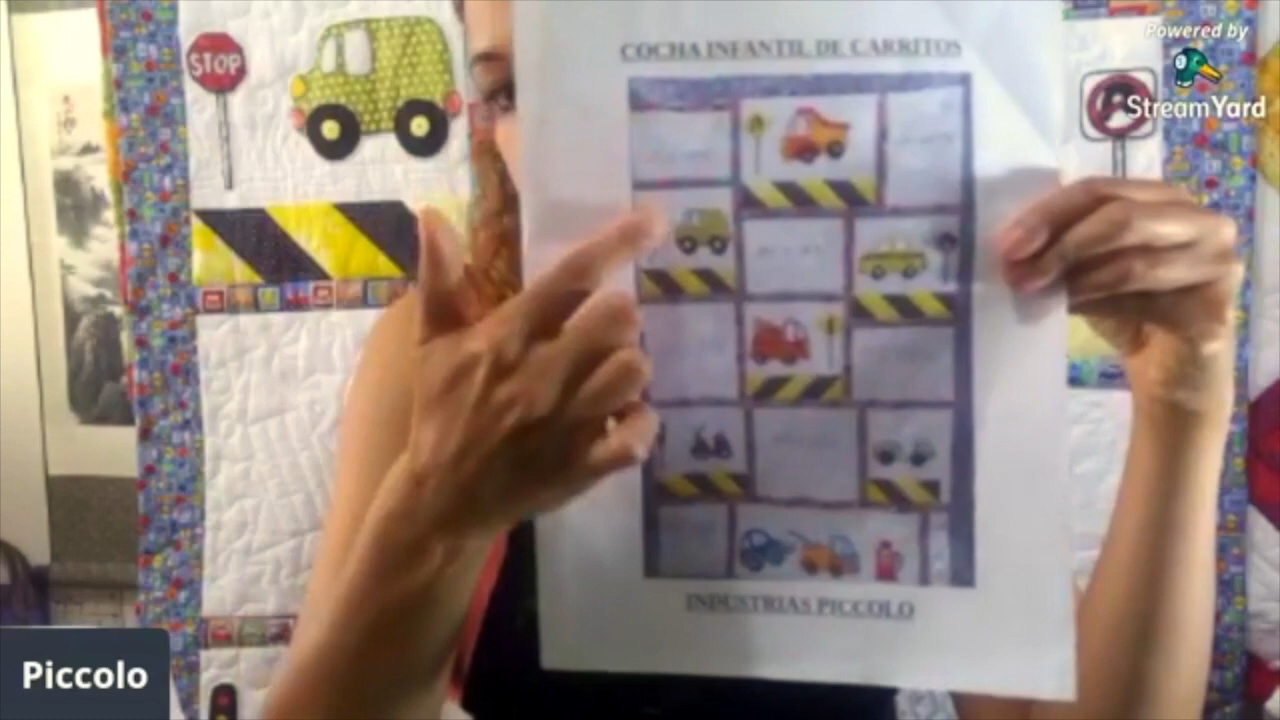 STOP
COCHA INFANTIL DE CARRITOS
INDUSTRIAS PICCOLO
Powered by
StreamYard
Piccolo